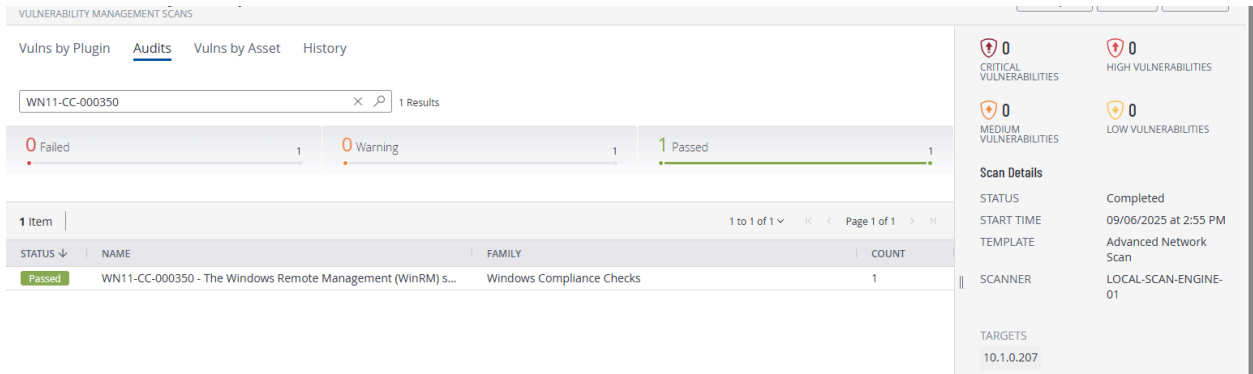 VULNERABILITY MANAGEMENT SCANS
Vulns by Plugin Audits Vulns by Asset History
WN11-CC-000350 1 Results
0 Failed 1 0 Warning 1 1 Passed 1
1 Item 1 to 1 of 1 Page 1 of 1
STATUS NAME FAMILY COUNT
Passed WN11-CC-000350 - The Windows Remote Management (WinRM) s... Windows Compliance Checks 1
0 0
CRITICAL VULNERABILITIES HIGH VULNERABILITIES
0 0
MEDIUM VULNERABILITIES LOW VULNERABILITIES
Scan Details
STATUS Completed
START TIME 09/06/2025 at 2:55 PM
TEMPLATE Advanced Network
Scan
SCANNER LOCAL-SCAN-ENGINE-
01
TARGETS
10.1.0.207